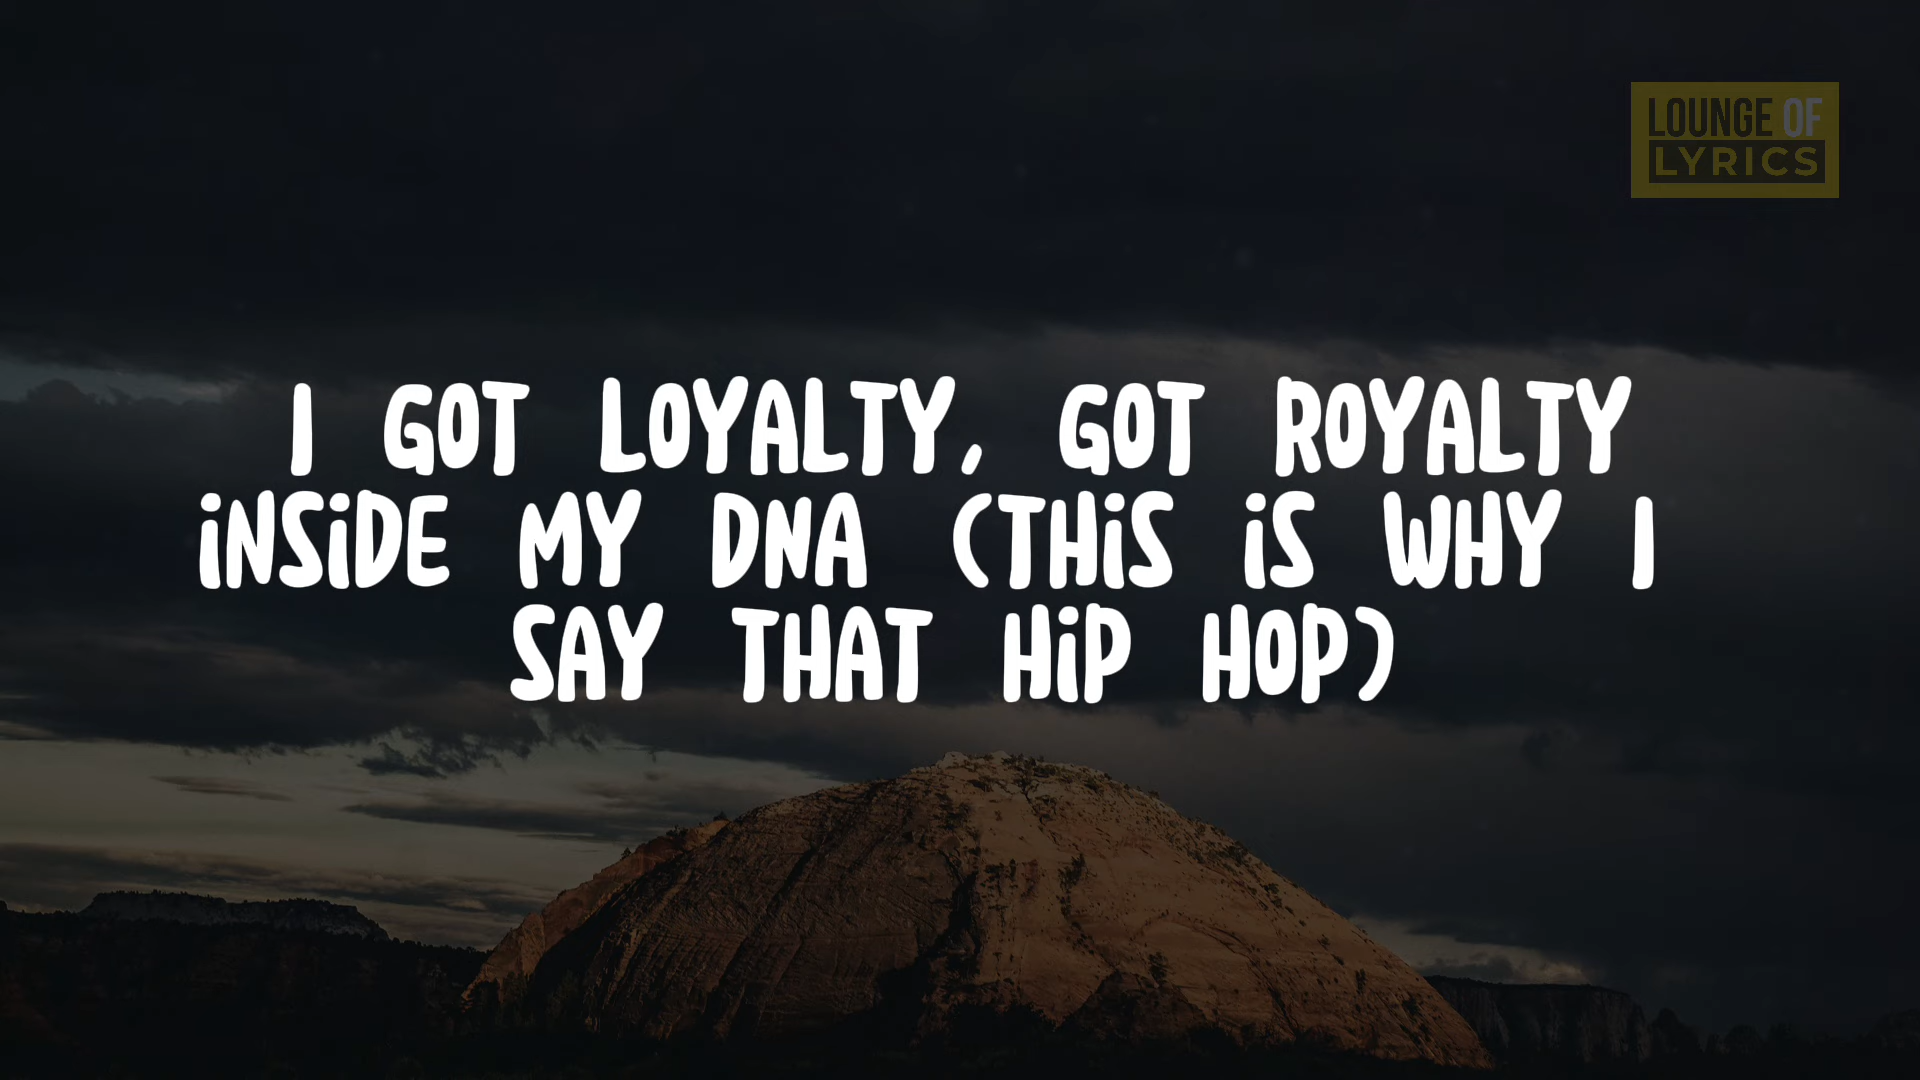 LOUNGE OF
LYRICS
I GOT LOYALTY, GOT ROYALTY
INSIDE MY DNA (THIS IS WHY I
SAY THAT HIP HOP)